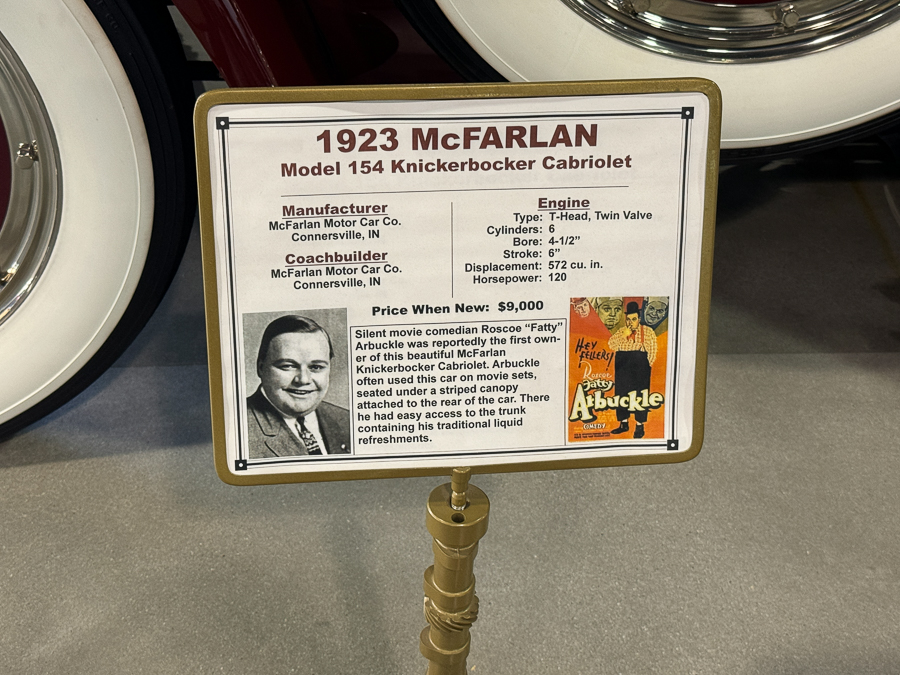 1923 McFARLAN
Model 154 Knickerbocker Cabriolet
Manufacturer
McFarlan Motor Car Co.
Connersville, IN
Coachbuilder
McFarlan Motor Car Co.
Connersville, IN
Engine
Type: T-Head, Twin Valve
Cylinders: 6
Bore: 4-1/2”
Stroke: 6”
Displacement: 572 cu. in.
Horsepower: 120
Price When New: $9,000
Silent movie comedian Roscoe “Fatty”
Arbuckle was reportedly the first own-
er of this beautiful McFarlan
Knickerbocker Cabriolet. Arbuckle
often used this car on movie sets,
seated under a striped canopy
attached to the rear of the car. There
he had easy access to the trunk
containing his traditional liquid
refreshments.
HEY
FELLERS!
Roscoe
Fatty
Arbuckle
COMEDY